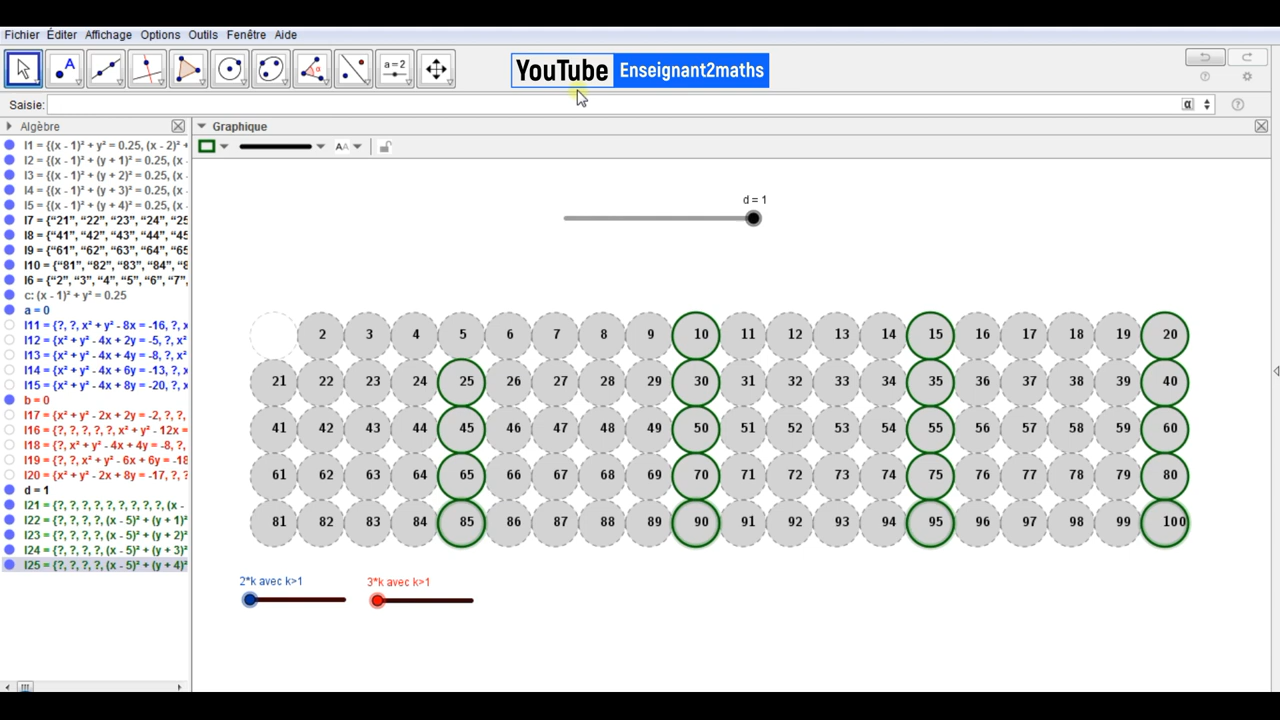 Fichier Éditer Affichage Options Outils Fenêtre Aide
a = 2
YouTube Enseignant2maths
Saisie: α
Algèbre
Graphique
AA
l1 = {(x - 1)² + y² = 0.25, (x - 2)² +
l2 = {(x - 1)² + (y + 1)² = 0.25, (x -
l3 = {(x - 1)² + (y + 2)² = 0.25, (x -
l4 = {(x - 1)² + (y + 3)² = 0.25, (x -
l5 = {(x - 1)² + (y + 4)² = 0.25, (x -
l7 = {“21”, “22”, “23”, “24”, “25
l8 = {“41”, “42”, “43”, “44”, “45
l9 = {“61”, “62”, “63”, “64”, “65
l10 = {“81”, “82”, “83”, “84”, “8
l6 = {“2”, “3”, “4”, “5”, “6”, “7”,
c: (x - 1)² + y² = 0.25
a = 0
l11 = {?, ?, x² + y² - 8x = -16, ?, x
l12 = {x² + y² - 4x + 2y = -5, ?, x²
l13 = {x² + y² - 4x + 4y = -8, ?, x²
l14 = {x² + y² - 4x + 6y = -13, ?, x
l15 = {x² + y² - 4x + 8y = -20, ?, x
b = 0
l17 = {x² + y² - 2x + 2y = -2, ?, ?,
l16 = {?, ?, ?, ?, ?, x² + y² - 12x =
l18 = {?, x² + y² - 4x + 4y = -8, ?,
l19 = {?, ?, x² + y² - 6x + 6y = -18
l20 = {x² + y² - 2x + 8y = -17, ?, ?
d = 1
l21 = {?, ?, ?, ?, ?, ?, ?, ?, ?, (x -
l22 = {?, ?, ?, ?, (x - 5)² + (y + 1)²
l23 = {?, ?, ?, ?, (x - 5)² + (y + 2)²
l24 = {?, ?, ?, ?, (x - 5)² + (y + 3)²
l25 = {?, ?, ?, ?, (x - 5)² + (y + 4)²
d = 1
2 3 4 5 6 7 8 9 10 11 12 13 14 15 16 17 18 19 20
21 22 23 24 25 26 27 28 29 30 31 32 33 34 35 36 37 38 39 40
41 42 43 44 45 46 47 48 49 50 51 52 53 54 55 56 57 58 59 60
61 62 63 64 65 66 67 68 69 70 71 72 73 74 75 76 77 78 79 80
81 82 83 84 85 86 87 88 89 90 91 92 93 94 95 96 97 98 99 100
2*k avec k>1 3*k avec k>1